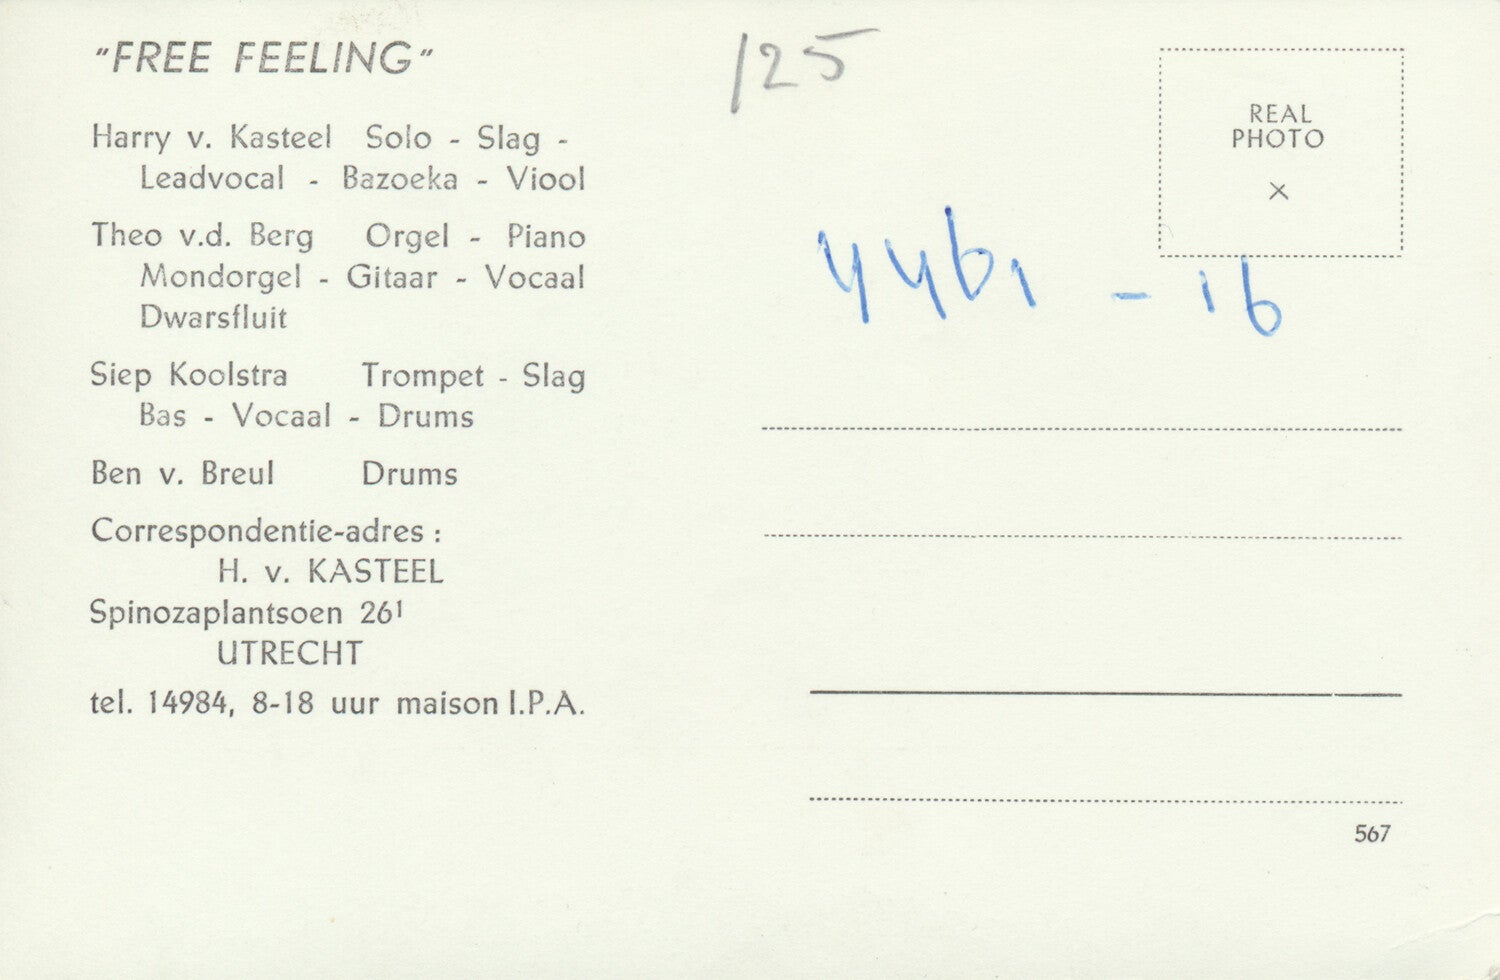 "FREE FEELING"
Harry v. Kasteel Solo - Slag -
Leadvocal - Bazoeka - Viool
Theo v.d. Berg Orgel - Piano
Mondorgel - Gitaar - Vocaal
Dwarsfluit
Siep Koolstra Trompet - Slag
Bas - Vocaal - Drums
Ben v. Breul Drums
Correspondentie-adres :
H. v. KASTEEL
Spinozaplantsoen 26¹
UTRECHT
tel. 14984, 8-18 uur maison I.P.A.
125
REAL
PHOTO
×
4461 - 16
567